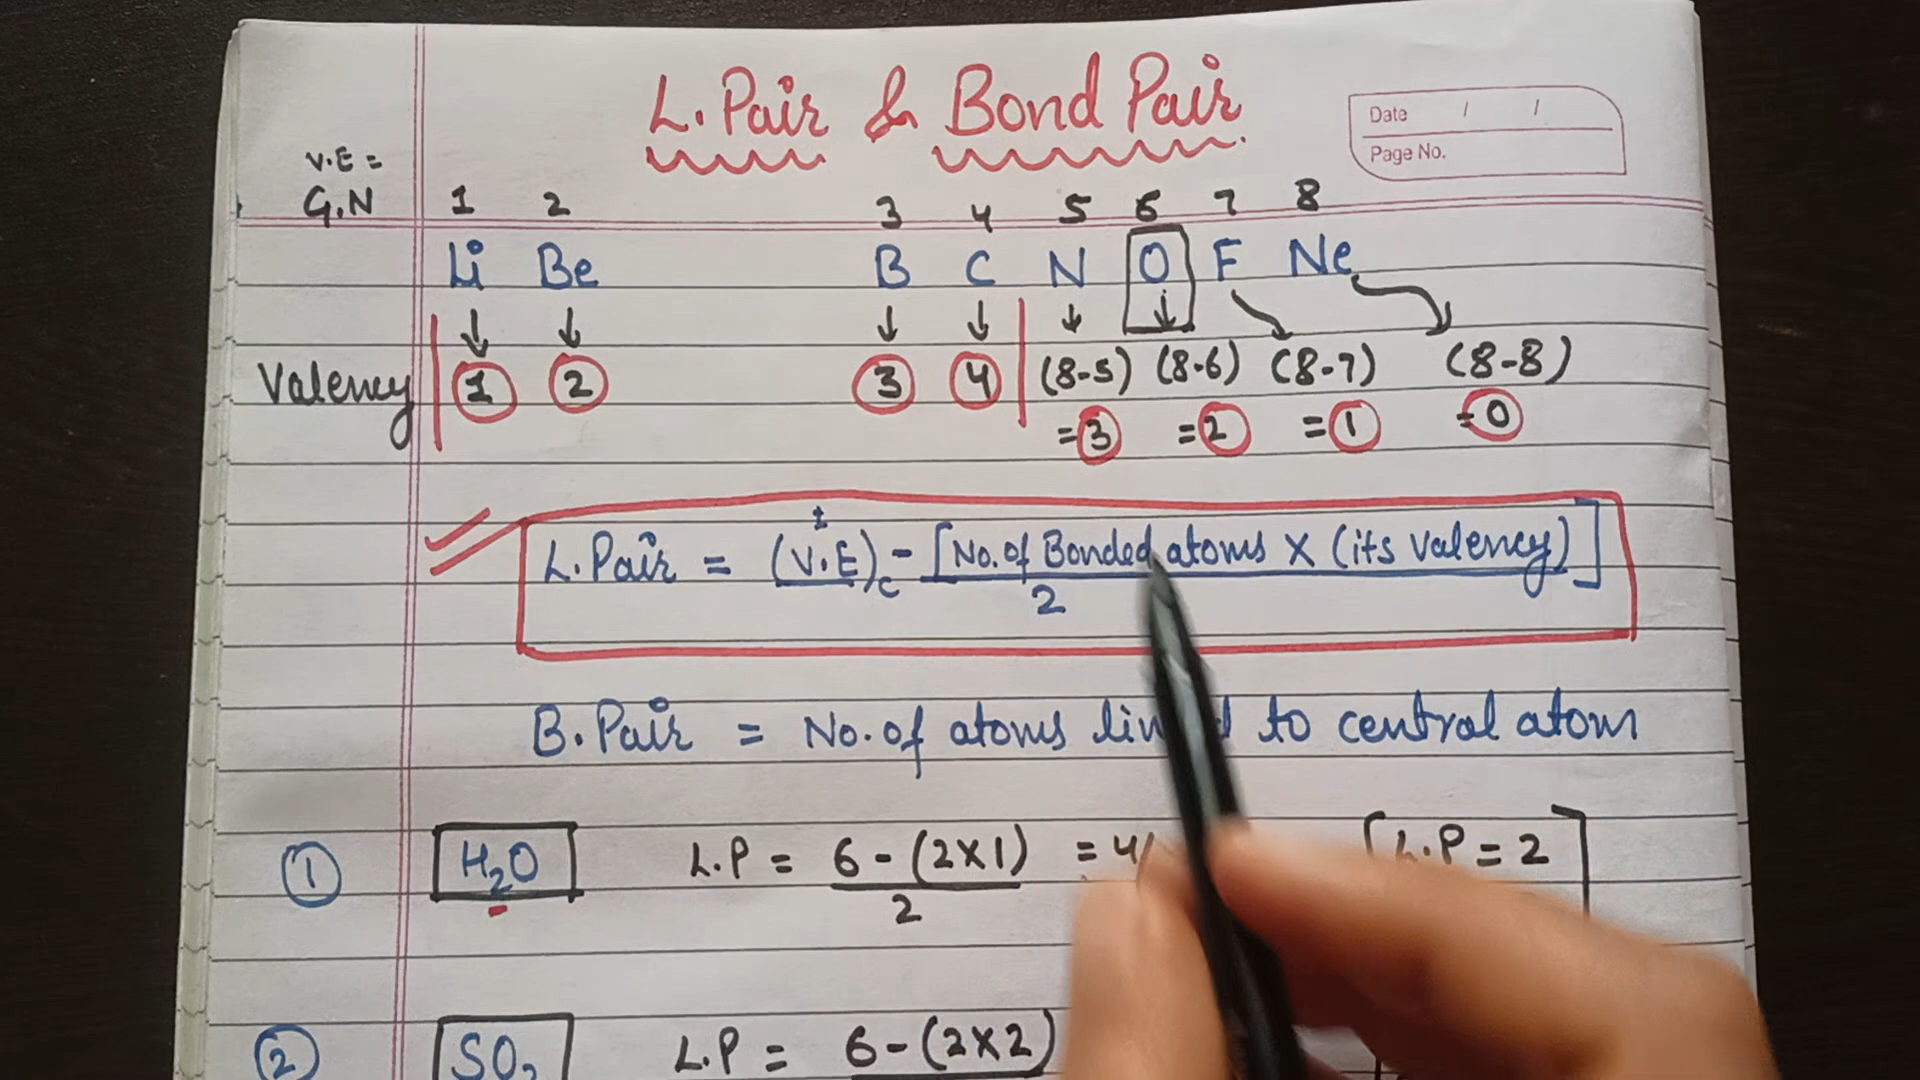 L.Pair & Bond Pair
Date / /
Page No.
V.E =
G.N 1 2 3 4 5 6 7 8
Li Be B C N O F Ne
↓ ↓ ↓ ↓ ↓ ↓
Valency 1 2 3 4 (8-5) (8-6) (8-7) (8-8)
=3 =2 =1 =0
L.Pair = (V.E)c - [No. of Bonded atoms X (its valency)]
2
B.Pair = No. of atoms to central atom
1 H2O L.P = 6-(2X1) =4/ [L.P=2]
2
2 SO2 L.P = 6-(2X2)